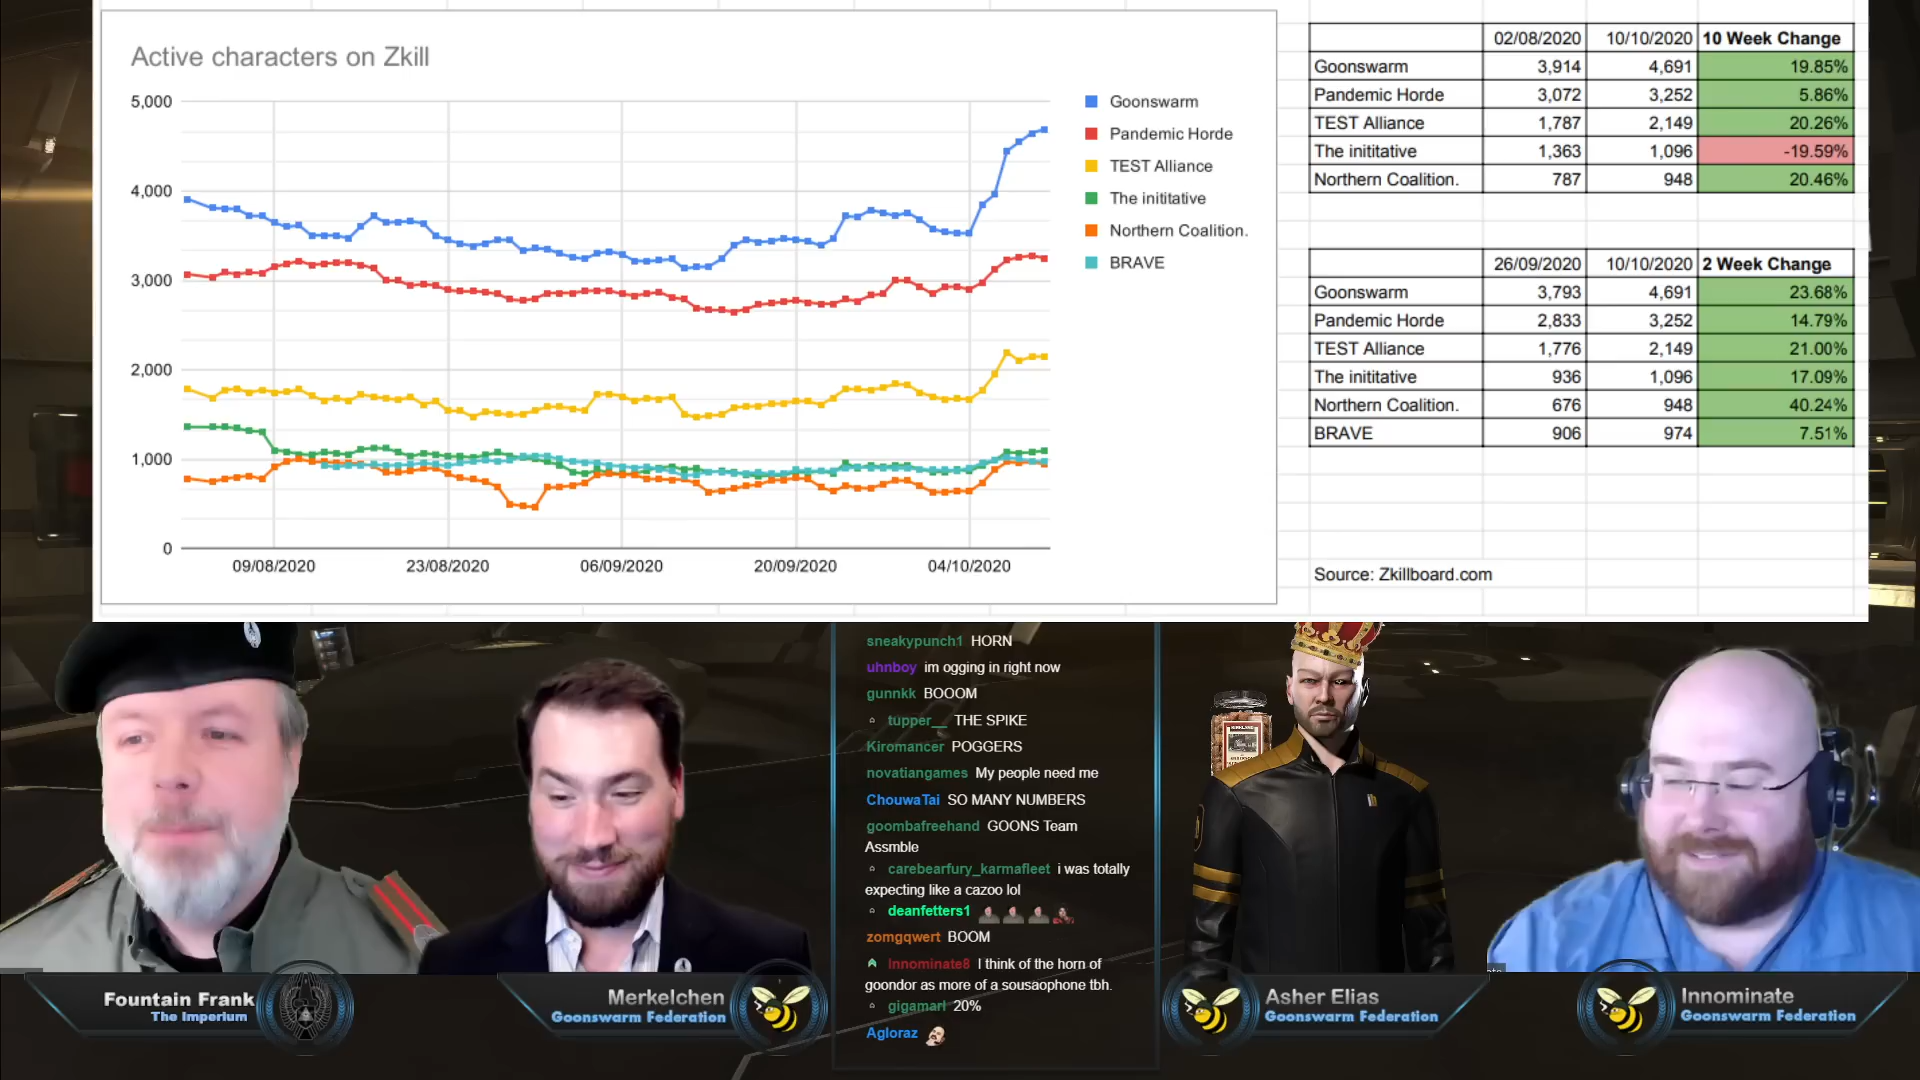 Active characters on Zkill
5,000
4,000
3,000
2,000
1,000
0
09/08/2020
23/08/2020
06/09/2020
20/09/2020
04/10/2020
Goonswarm
Pandemic Horde
TEST Alliance
The inititative
Northern Coalition.
BRAVE
02/08/2020 10/10/2020 10 Week Change
Goonswarm 3,914 4,691 19.85%
Pandemic Horde 3,072 3,252 5.86%
TEST Alliance 1,787 2,149 20.26%
The inititative 1,363 1,096 -19.59%
Northern Coalition. 787 948 20.46%
26/09/2020 10/10/2020 2 Week Change
Goonswarm 3,793 4,691 23.68%
Pandemic Horde 2,833 3,252 14.79%
TEST Alliance 1,776 2,149 21.00%
The inititative 936 1,096 17.09%
Northern Coalition. 676 948 40.24%
BRAVE 906 974 7.51%
Source: Zkillboard.com
sneakypunch1 HORN
uhnboy im ogging in right now
gunnkk BOOOM
tupper__ THE SPIKE
Kiromancer POGGERS
novatiangames My people need me
ChouwaTai SO MANY NUMBERS
goombafreehand GOONS Team
Assmble
carebearfury_karmafleet i was totally
expecting like a cazoo lol
deanfetters1
zomgqwert BOOM
Innominate8 I think of the horn of
goondor as more of a sousaophone tbh.
gigamarl 20%
Agloraz
Fountain Frank
The Imperium
Merkelchen
Goonswarm Federation
Asher Elias
Goonswarm Federation
Innominate
Goonswarm Federation